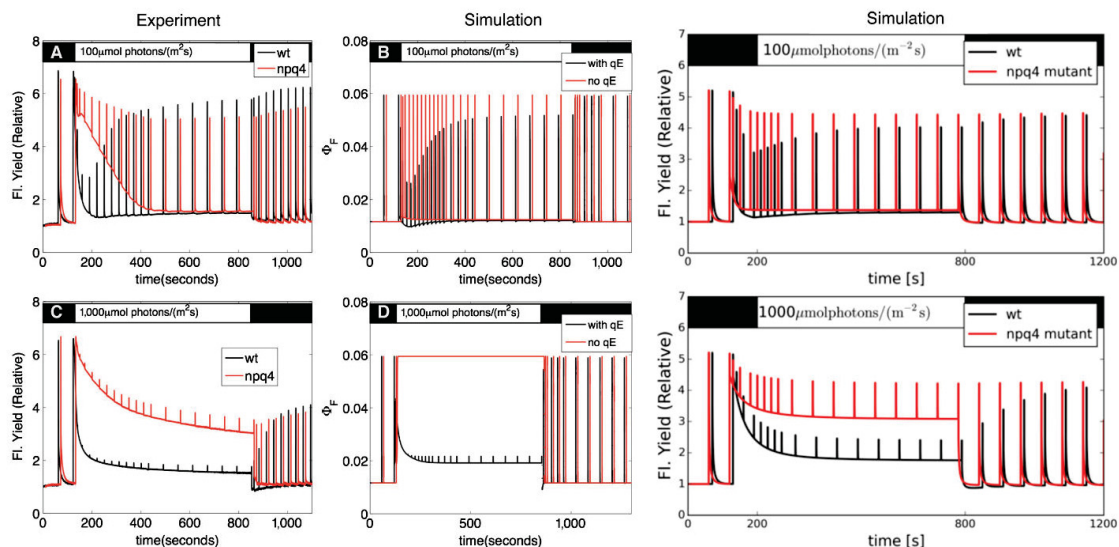 Experiment
Simulation
Simulation
A
100μmol photons/(m²s)
wt
npq4
Fl. Yield (Relative)
8
6
4
2
0
0 200 400 600 800 1,000
time(seconds)
B
100μmol photons/(m²s)
with qE
no qE
Φ_F
0.08
0.06
0.04
0.02
0
0 200 400 600 800 1,000
time(seconds)
100μmolphotons/(m⁻²s)
wt
npq4 mutant
Fl. Yield (Relative)
7
6
5
4
3
2
1
0
0 200 800 1200
time [s]
C
1,000μmol photons/(m²s)
wt
npq4
Fl. Yield (Relative)
8
6
4
2
0
0 200 400 600 800 1,000
time(seconds)
D
1,000μmol photons/(m²s)
with qE
no qE
Φ_F
0.08
0.06
0.04
0.02
0
0 500 1,000
time(seconds)
1000μmolphotons/(m⁻²s)
wt
npq4 mutant
Fl. Yield (Relative)
7
6
5
4
3
2
1
0
0 200 800 1200
time [s]